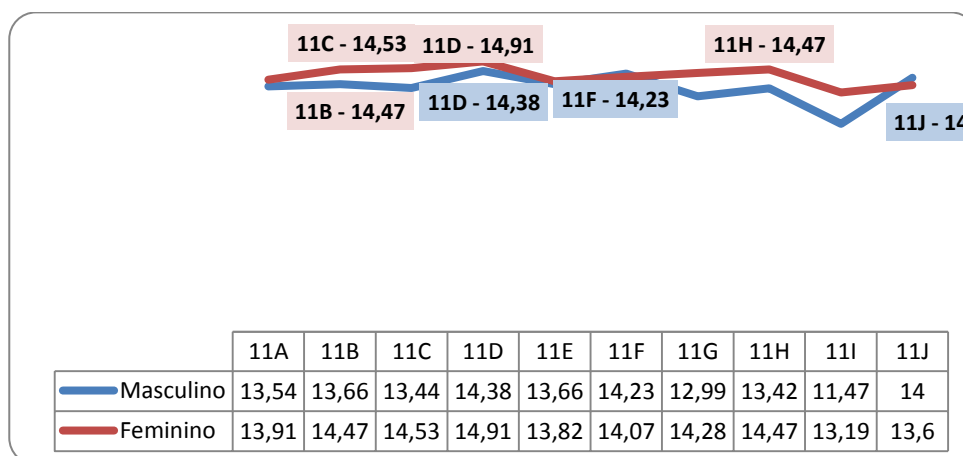 11C - 14,53 11D - 14,91 11H - 14,47
11B - 14,47 11D - 14,38 11F - 14,23 11J - 14
11A 11B 11C 11D 11E 11F 11G 11H 11I 11J
Masculino 13,54 13,66 13,44 14,38 13,66 14,23 12,99 13,42 11,47 14
Feminino 13,91 14,47 14,53 14,91 13,82 14,07 14,28 14,47 13,19 13,6